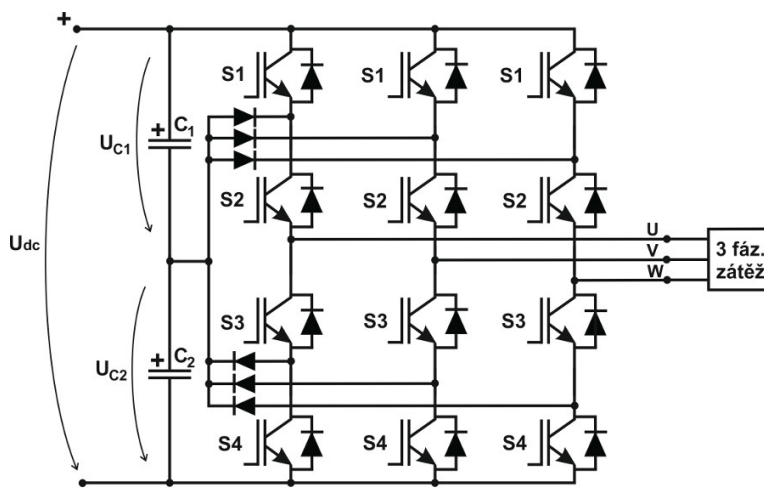 +
S1
S1
S1
+
C1
UC1
S2
S2
S2
Udc
U
V
W
3 fáz.
zátěž
S3
S3
S3
+
C2
UC2
S4
S4
S4